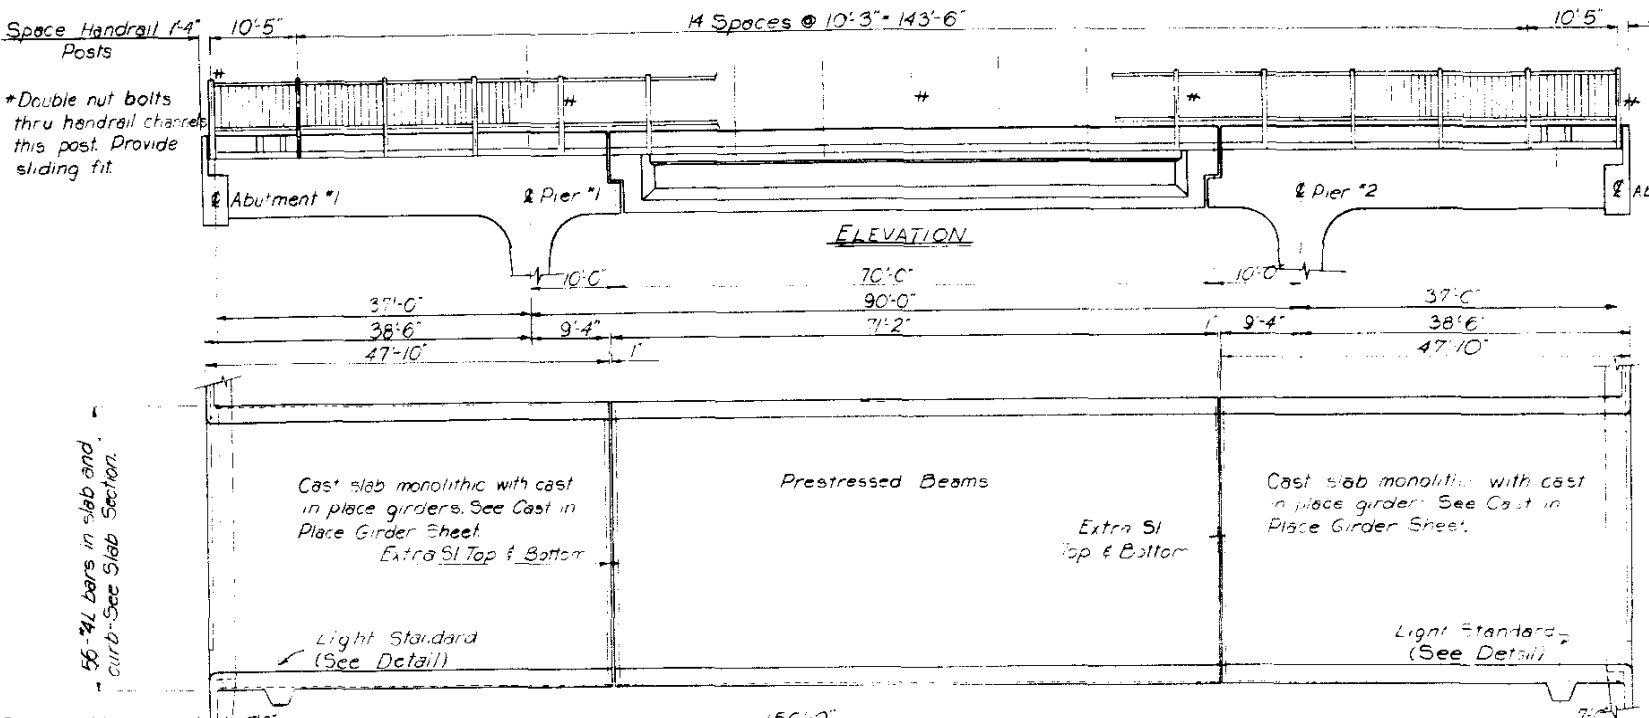 Space Handrail 1'-4"
Posts
10'-5"
14 Spaces @ 10'-3" = 143'-6"
10'-5"
*Double nut bolts
thru handrail channels
this post. Provide
sliding fit.
℄ Abutment #1
℄ Pier #1
℄ Pier #2
℄ Ab
ELEVATION
10'-0"
70'-0"
10'-0"
37'-0"
90'-0"
37'-0"
38'-6"
9'-4"
71'-2"
1"
9'-4"
38'-6"
47'-10"
1"
47'-10"
56-#4L bars in slab and
curb-See Slab Section.
Cast slab monolithic with cast
in place girders. See Cast in
Place Girder Sheet.
Extra S1 Top & Bottom
Prestressed Beams
Extra S1
Top & Bottom
Cast slab monolithic with cast
in place girder. See Cast in
Place Girder Sheet.
Light Standard
(See Detail)
Light Standard
(See Detail)